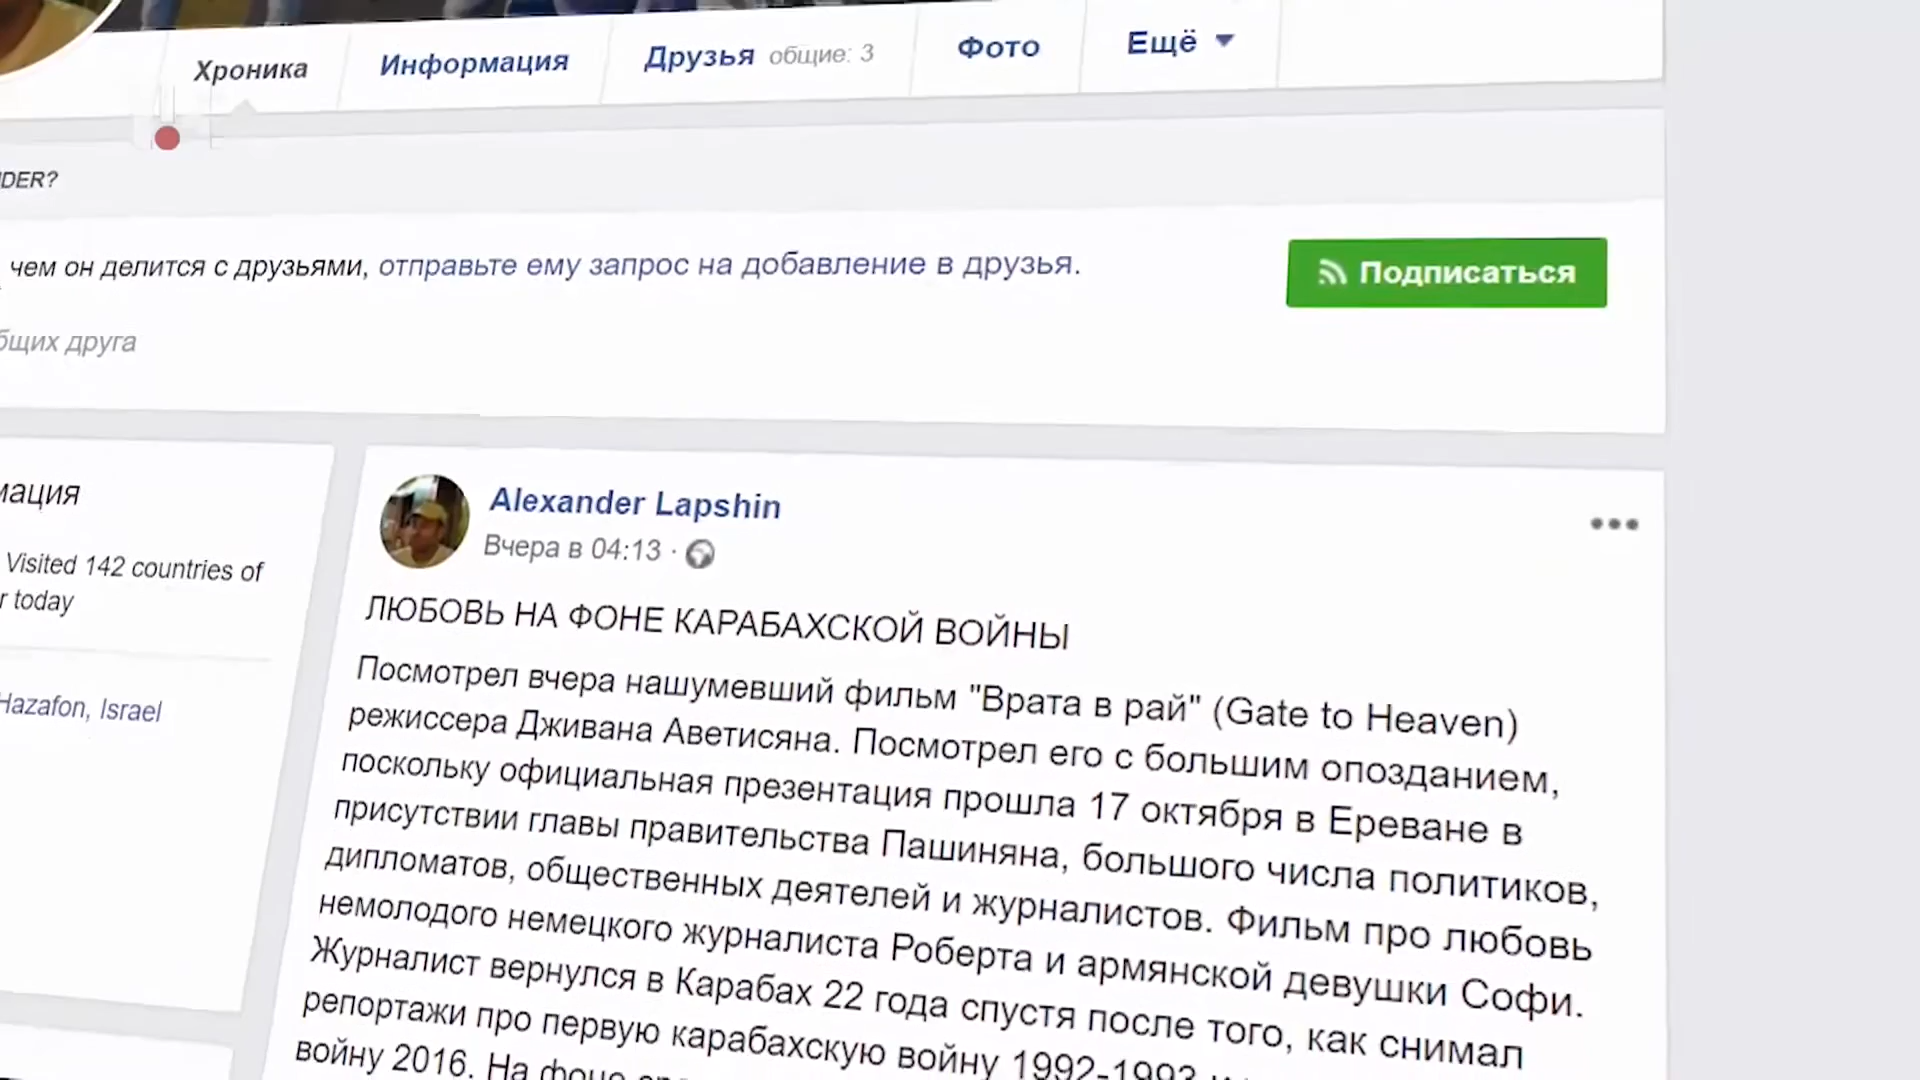 Хроника Информация Друзья общие: 3 Фото Ещё
DER?
чем он делится с друзьями, отправьте ему запрос на добавление в друзья.
Подписаться
бщих друга
мация
Visited 142 countries of
r today
Hazafon, Israel
Alexander Lapshin
Вчера в 04:13 ·
ЛЮБОВЬ НА ФОНЕ КАРАБАХСКОЙ ВОЙНЫ
Посмотрел вчера нашумевший фильм "Врата в рай" (Gate to Heaven)
режиссера Дживана Аветисяна. Посмотрел его с большим опозданием,
поскольку официальная презентация прошла 17 октября в Ереване в
присутствии главы правительства Пашиняна, большого числа политиков,
дипломатов, общественных деятелей и журналистов. Фильм про любовь
немолодого немецкого журналиста Роберта и армянской девушки Софи.
Журналист вернулся в Карабах 22 года спустя после того, как снимал
репортажи про первую карабахскую войну 1992-1993
войну 2016. На фоне